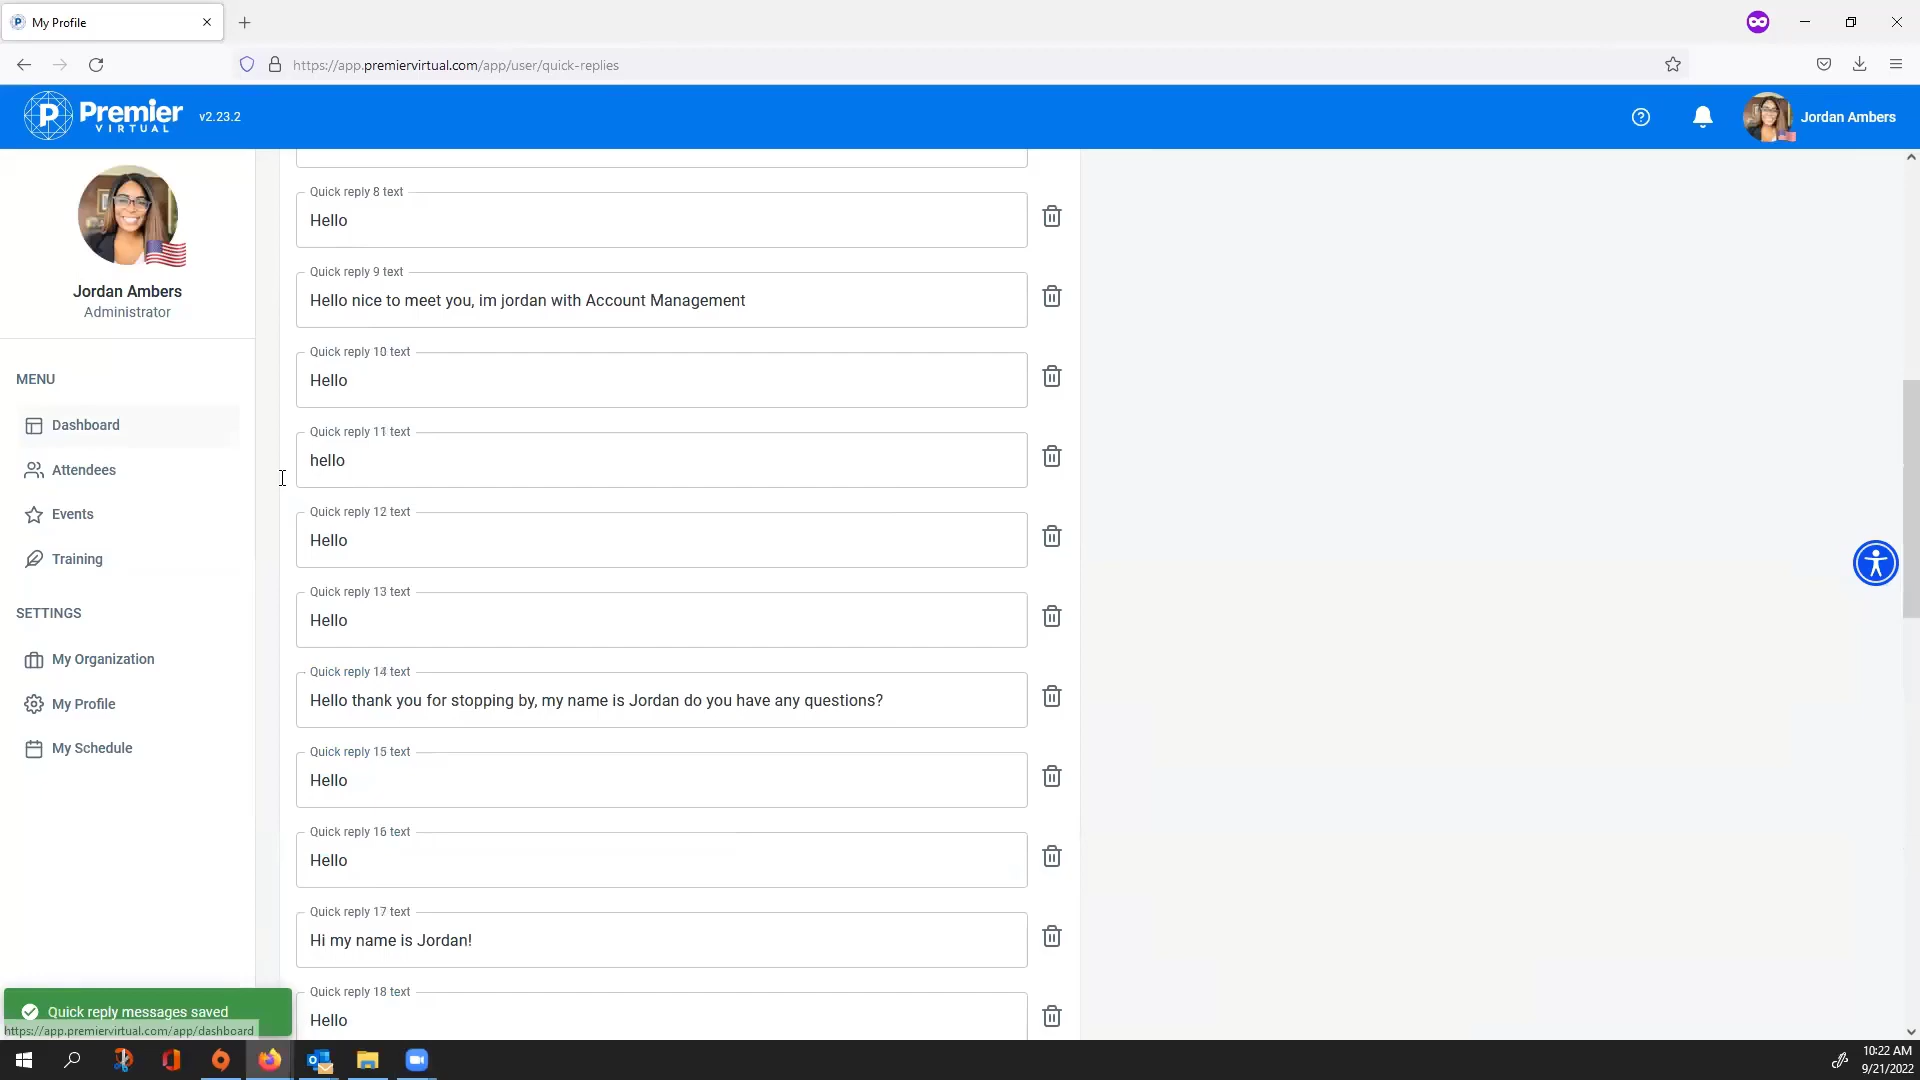 My Profile
https://app.premiervirtual.com/app/user/quick-replies
P Premier VIRTUAL v2.23.2
Jordan Ambers
Jordan Ambers
Administrator
MENU
Dashboard
Attendees
Events
Training
SETTINGS
My Organization
My Profile
My Schedule
Quick reply 8 text
Hello
Quick reply 9 text
Hello nice to meet you, im jordan with Account Management
Quick reply 10 text
Hello
Quick reply 11 text
hello
Quick reply 12 text
Hello
Quick reply 13 text
Hello
Quick reply 14 text
Hello thank you for stopping by, my name is Jordan do you have any questions?
Quick reply 15 text
Hello
Quick reply 16 text
Hello
Quick reply 17 text
Hi my name is Jordan!
Quick reply 18 text
Hello
Quick reply messages saved
https://app.premiervirtual.com/app/dashboard
10:22 AM
9/21/2022